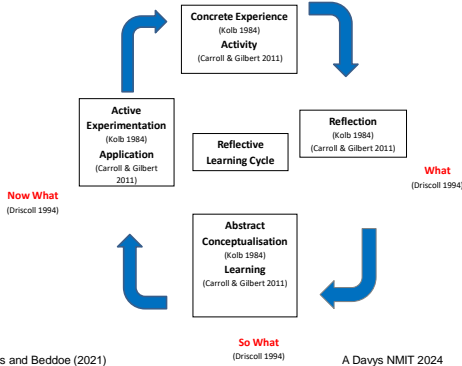 Concrete Experience
(Kolb 1984)
Activity
(Carroll & Gilbert 2011)
Active
Experimentation
(Kolb 1984)
Application
(Carroll & Gilbert
2011)
Reflective
Learning Cycle
Reflection
(Kolb 1984)
(Carroll & Gilbert 2011)
What
(Driscoll 1994)
Now What
(Driscoll 1994)
Abstract
Conceptualisation
(Kolb 1984)
Learning
(Carroll & Gilbert 2011)
So What
(Driscoll 1994)
s and Beddoe (2021)
A Davys NMIT 2024